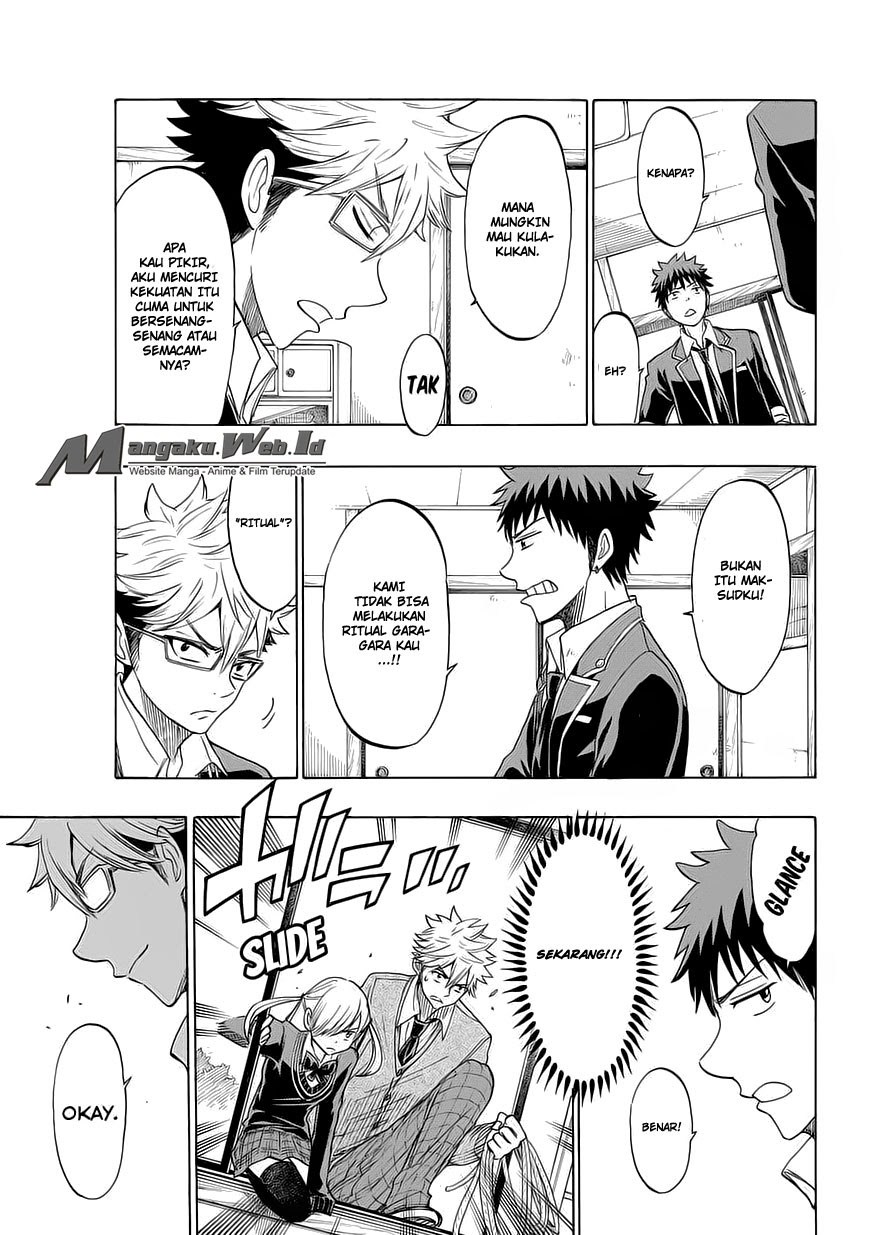 KENAPA?
EH?
MANA
MUNGKIN
MAU KULA-
KUKAN.
TAK
APA
KAU PIKIR,
AKU MENCURI
KEKUATAN ITU
CUMA UNTUK
BERSENANG-
SENANG ATAU
SEMACAM-
NYA?
Mangaku.Web.Id
Website Manga - Anime & Film Terupdate
BUKAN
ITU MAK-
SUDKU!
KAMI
TIDAK BISA
MELAKUKAN
RITUAL GARA-
GARA KAU
...!!
"RITUAL"?
GLANCE
BENAR!
SEKARANG!!!
SLIDE
OKAY.